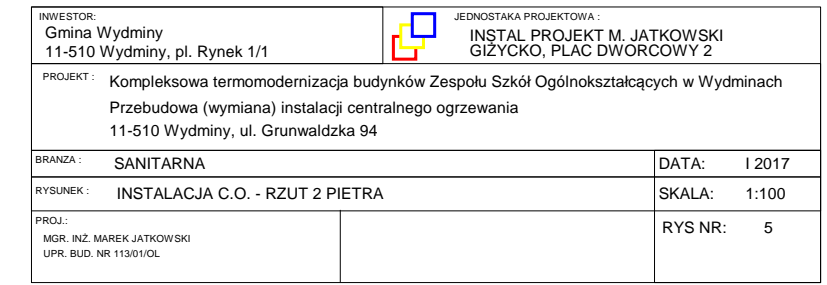 INWESTOR:
Gmina Wydminy
11-510 Wydminy, pl. Rynek 1/1
JEDNOSTAKA PROJEKTOWA :
INSTAL PROJEKT M. JATKOWSKI
GIŻYCKO, PLAC DWORCOWY 2
PROJEKT :
Kompleksowa termomodernizacja budynków Zespołu Szkół Ogólnokształcących w Wydminach
Przebudowa (wymiana) instalacji centralnego ogrzewania
11-510 Wydminy, ul. Grunwaldzka 94
BRANZA : SANITARNA
DATA: I 2017
RYSUNEK : INSTALACJA C.O. - RZUT 2 PIETRA
SKALA: 1:100
PROJ.:
MGR. INŻ. MAREK JATKOWSKI
UPR. BUD. NR 113/01/OL
RYS NR: 5